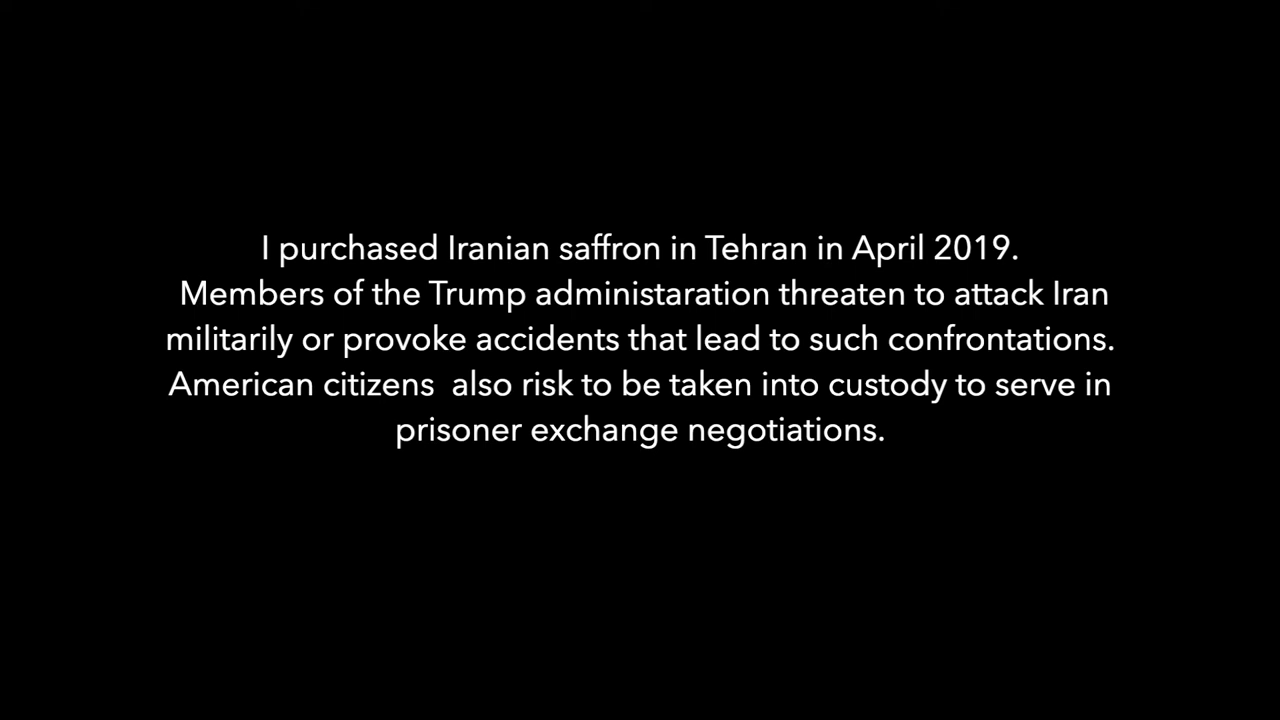 I purchased Iranian saffron in Tehran in April 2019.
Members of the Trump administaration threaten to attack Iran
militarily or provoke accidents that lead to such confrontations.
American citizens  also risk to be taken into custody to serve in
prisoner exchange negotiations.